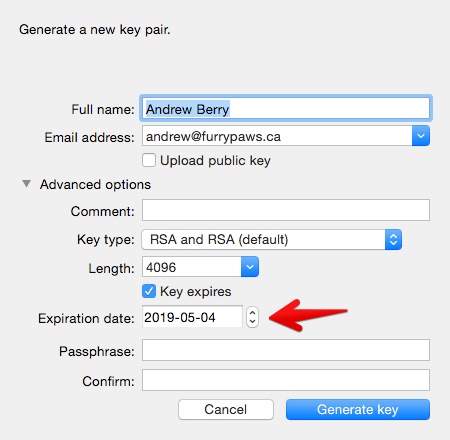 Generate a new key pair.
Full name: Andrew Berry
Email address: andrew@furrypaws.ca
Upload public key
Advanced options
Comment:
Key type: RSA and RSA (default)
Length: 4096
Key expires
Expiration date: 2019-05-04
Passphrase:
Confirm:
Cancel Generate key